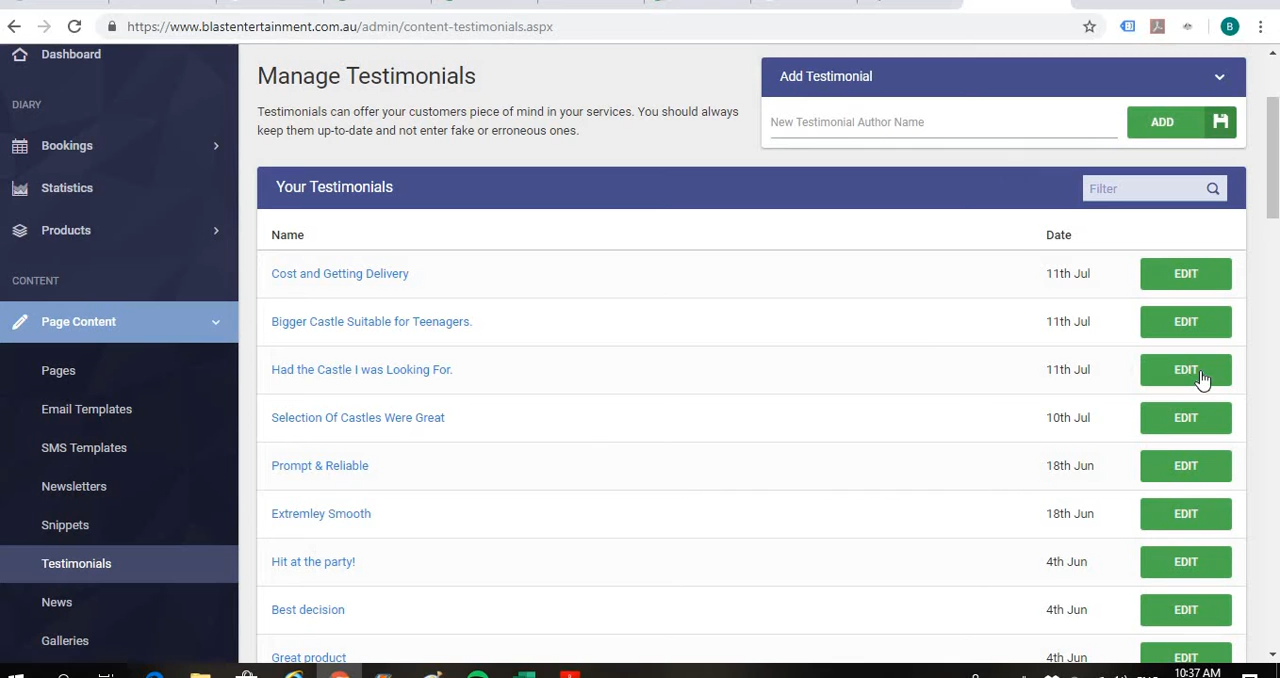 https://www.blastentertainment.com.au/admin/content-testimonials.aspx
B
Dashboard
DIARY
Bookings
Statistics
Products
CONTENT
Page Content
Pages
Email Templates
SMS Templates
Newsletters
Snippets
Testimonials
News
Galleries
Manage Testimonials
Testimonials can offer your customers piece of mind in your services. You should always
keep them up-to-date and not enter fake or erroneous ones.
Add Testimonial
New Testimonial Author Name
ADD
Your Testimonials
Filter
Name Date
Cost and Getting Delivery 11th Jul EDIT
Bigger Castle Suitable for Teenagers. 11th Jul EDIT
Had the Castle I was Looking For. 11th Jul EDIT
Selection Of Castles Were Great 10th Jul EDIT
Prompt & Reliable 18th Jun EDIT
Extremley Smooth 18th Jun EDIT
Hit at the party! 4th Jun EDIT
Best decision 4th Jun EDIT
Great product 4th Jun EDIT
10:37 AM